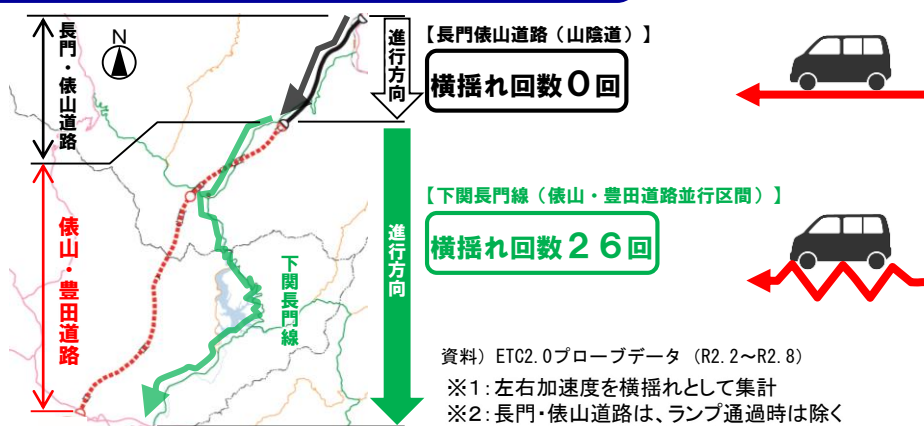 長門・俵山道路
N
進行方向
【長門俵山道路（山陰道）】
横揺れ回数０回
俵山・豊田道路
下関長門線
進行方向
【下関長門線（俵山・豊田道路並行区間）】
横揺れ回数２６回
資料） ETC2.0プローブデータ （R2.2～R2.8）
※１：左右加速度を横揺れとして集計
※２：長門・俵山道路は、ランプ通過時は除く